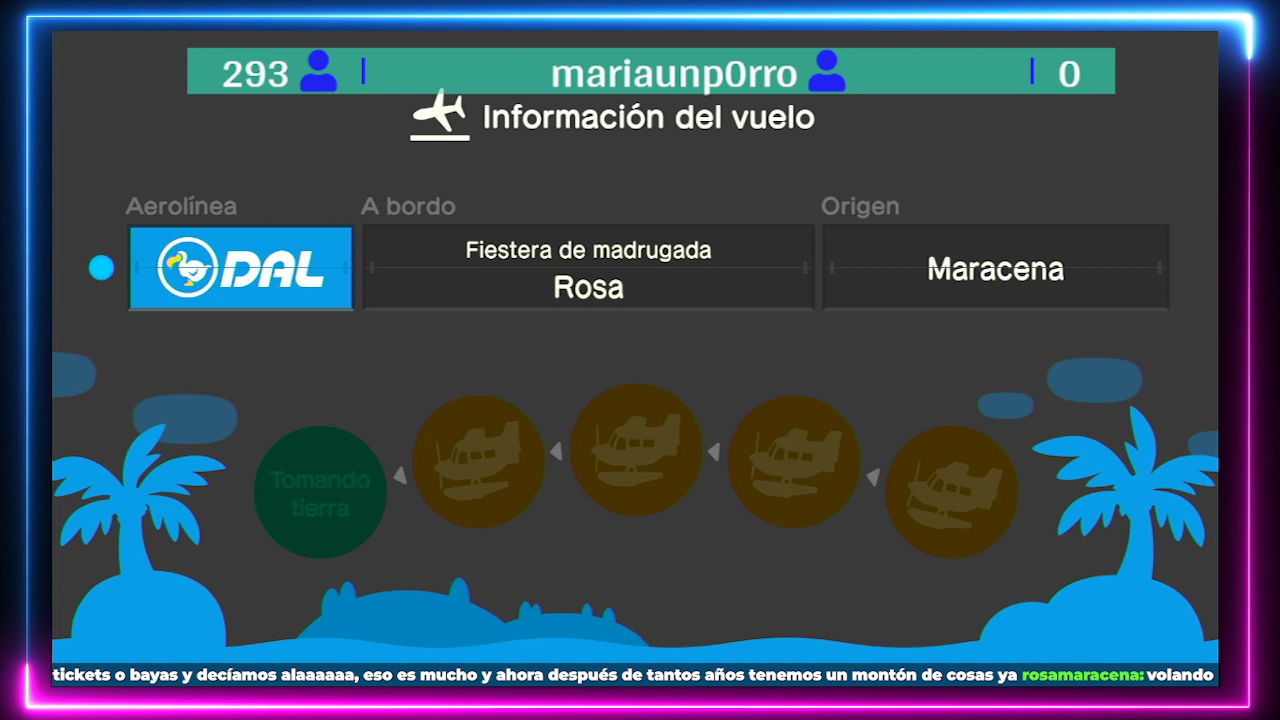 293 mariaunp0rro 0
Información del vuelo
Aerolínea A bordo Origen
DAL
Fiestera de madrugada
Rosa
Maracena
Tomando
tierra
tickets o bayas y decíamos alaaaaaa, eso es mucho y ahora después de tantos años tenemos un montón de cosas ya rosamaracena: volando